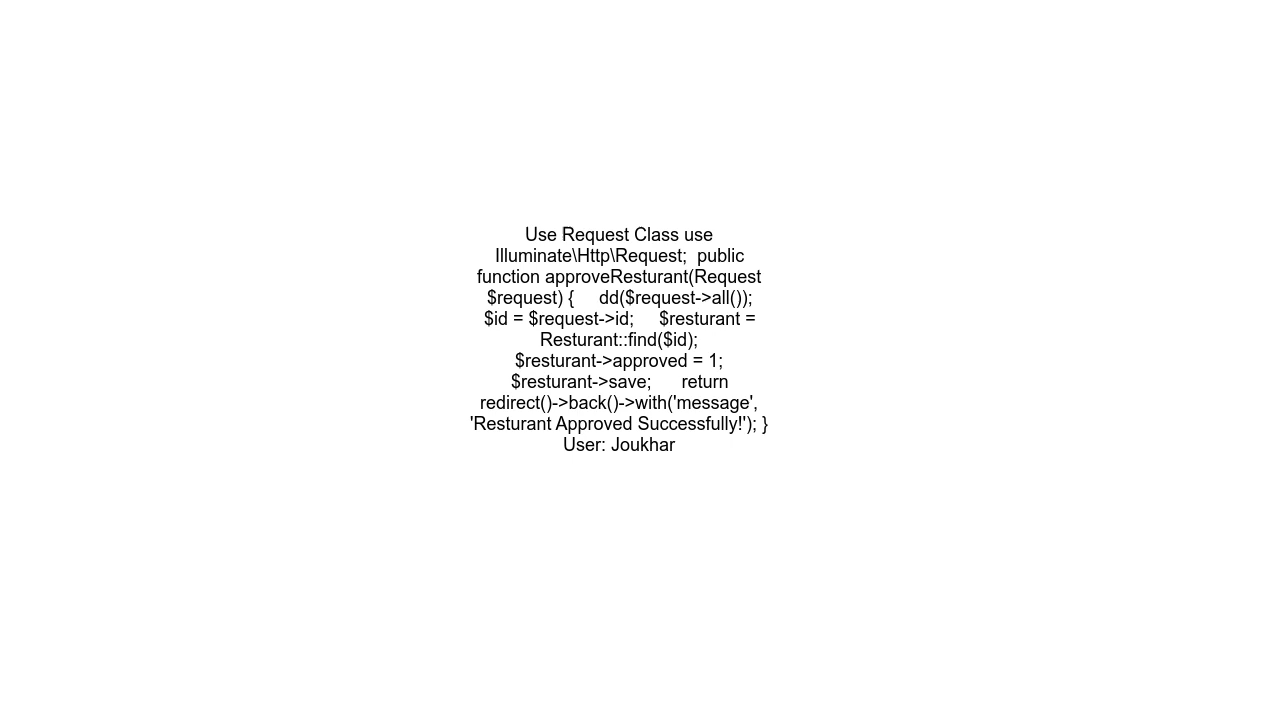 Use Request Class use
Illuminate\Http\Request;  public
function approveResturant(Request
$request) {     dd($request->all());
$id = $request->id;     $resturant =
Resturant::find($id);
$resturant->approved = 1;
$resturant->save;      return
redirect()->back()->with('message',
'Resturant Approved Successfully!'); }
User: Joukhar